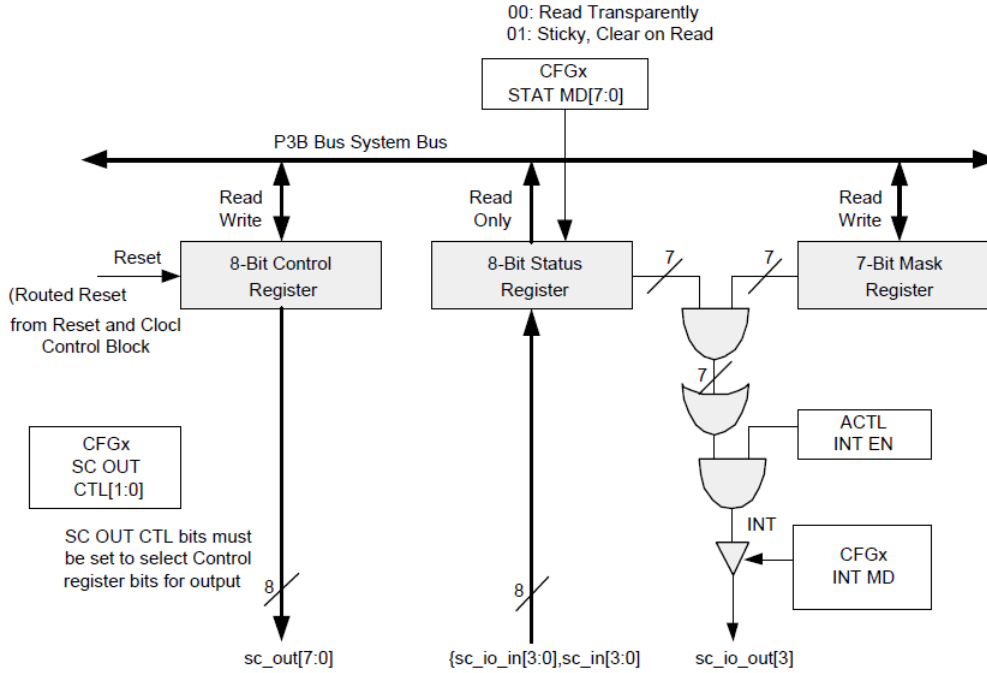 00: Read Transparently
01: Sticky, Clear on Read
CFGx
STAT MD[7:0]
P3B Bus System Bus
Read
Write
Read
Only
Read
Write
Reset
8-Bit Control
Register
8-Bit Status
Register
7
7
7-Bit Mask
Register
(Routed Reset
from Reset and Clocl
Control Block
7
ACTL
INT EN
CFGx
SC OUT
CTL[1:0]
INT
SC OUT CTL bits must
be set to select Control
register bits for output
CFGx
INT MD
8
8
sc_out[7:0]
{sc_io_in[3:0],sc_in[3:0]
sc_io_out[3]